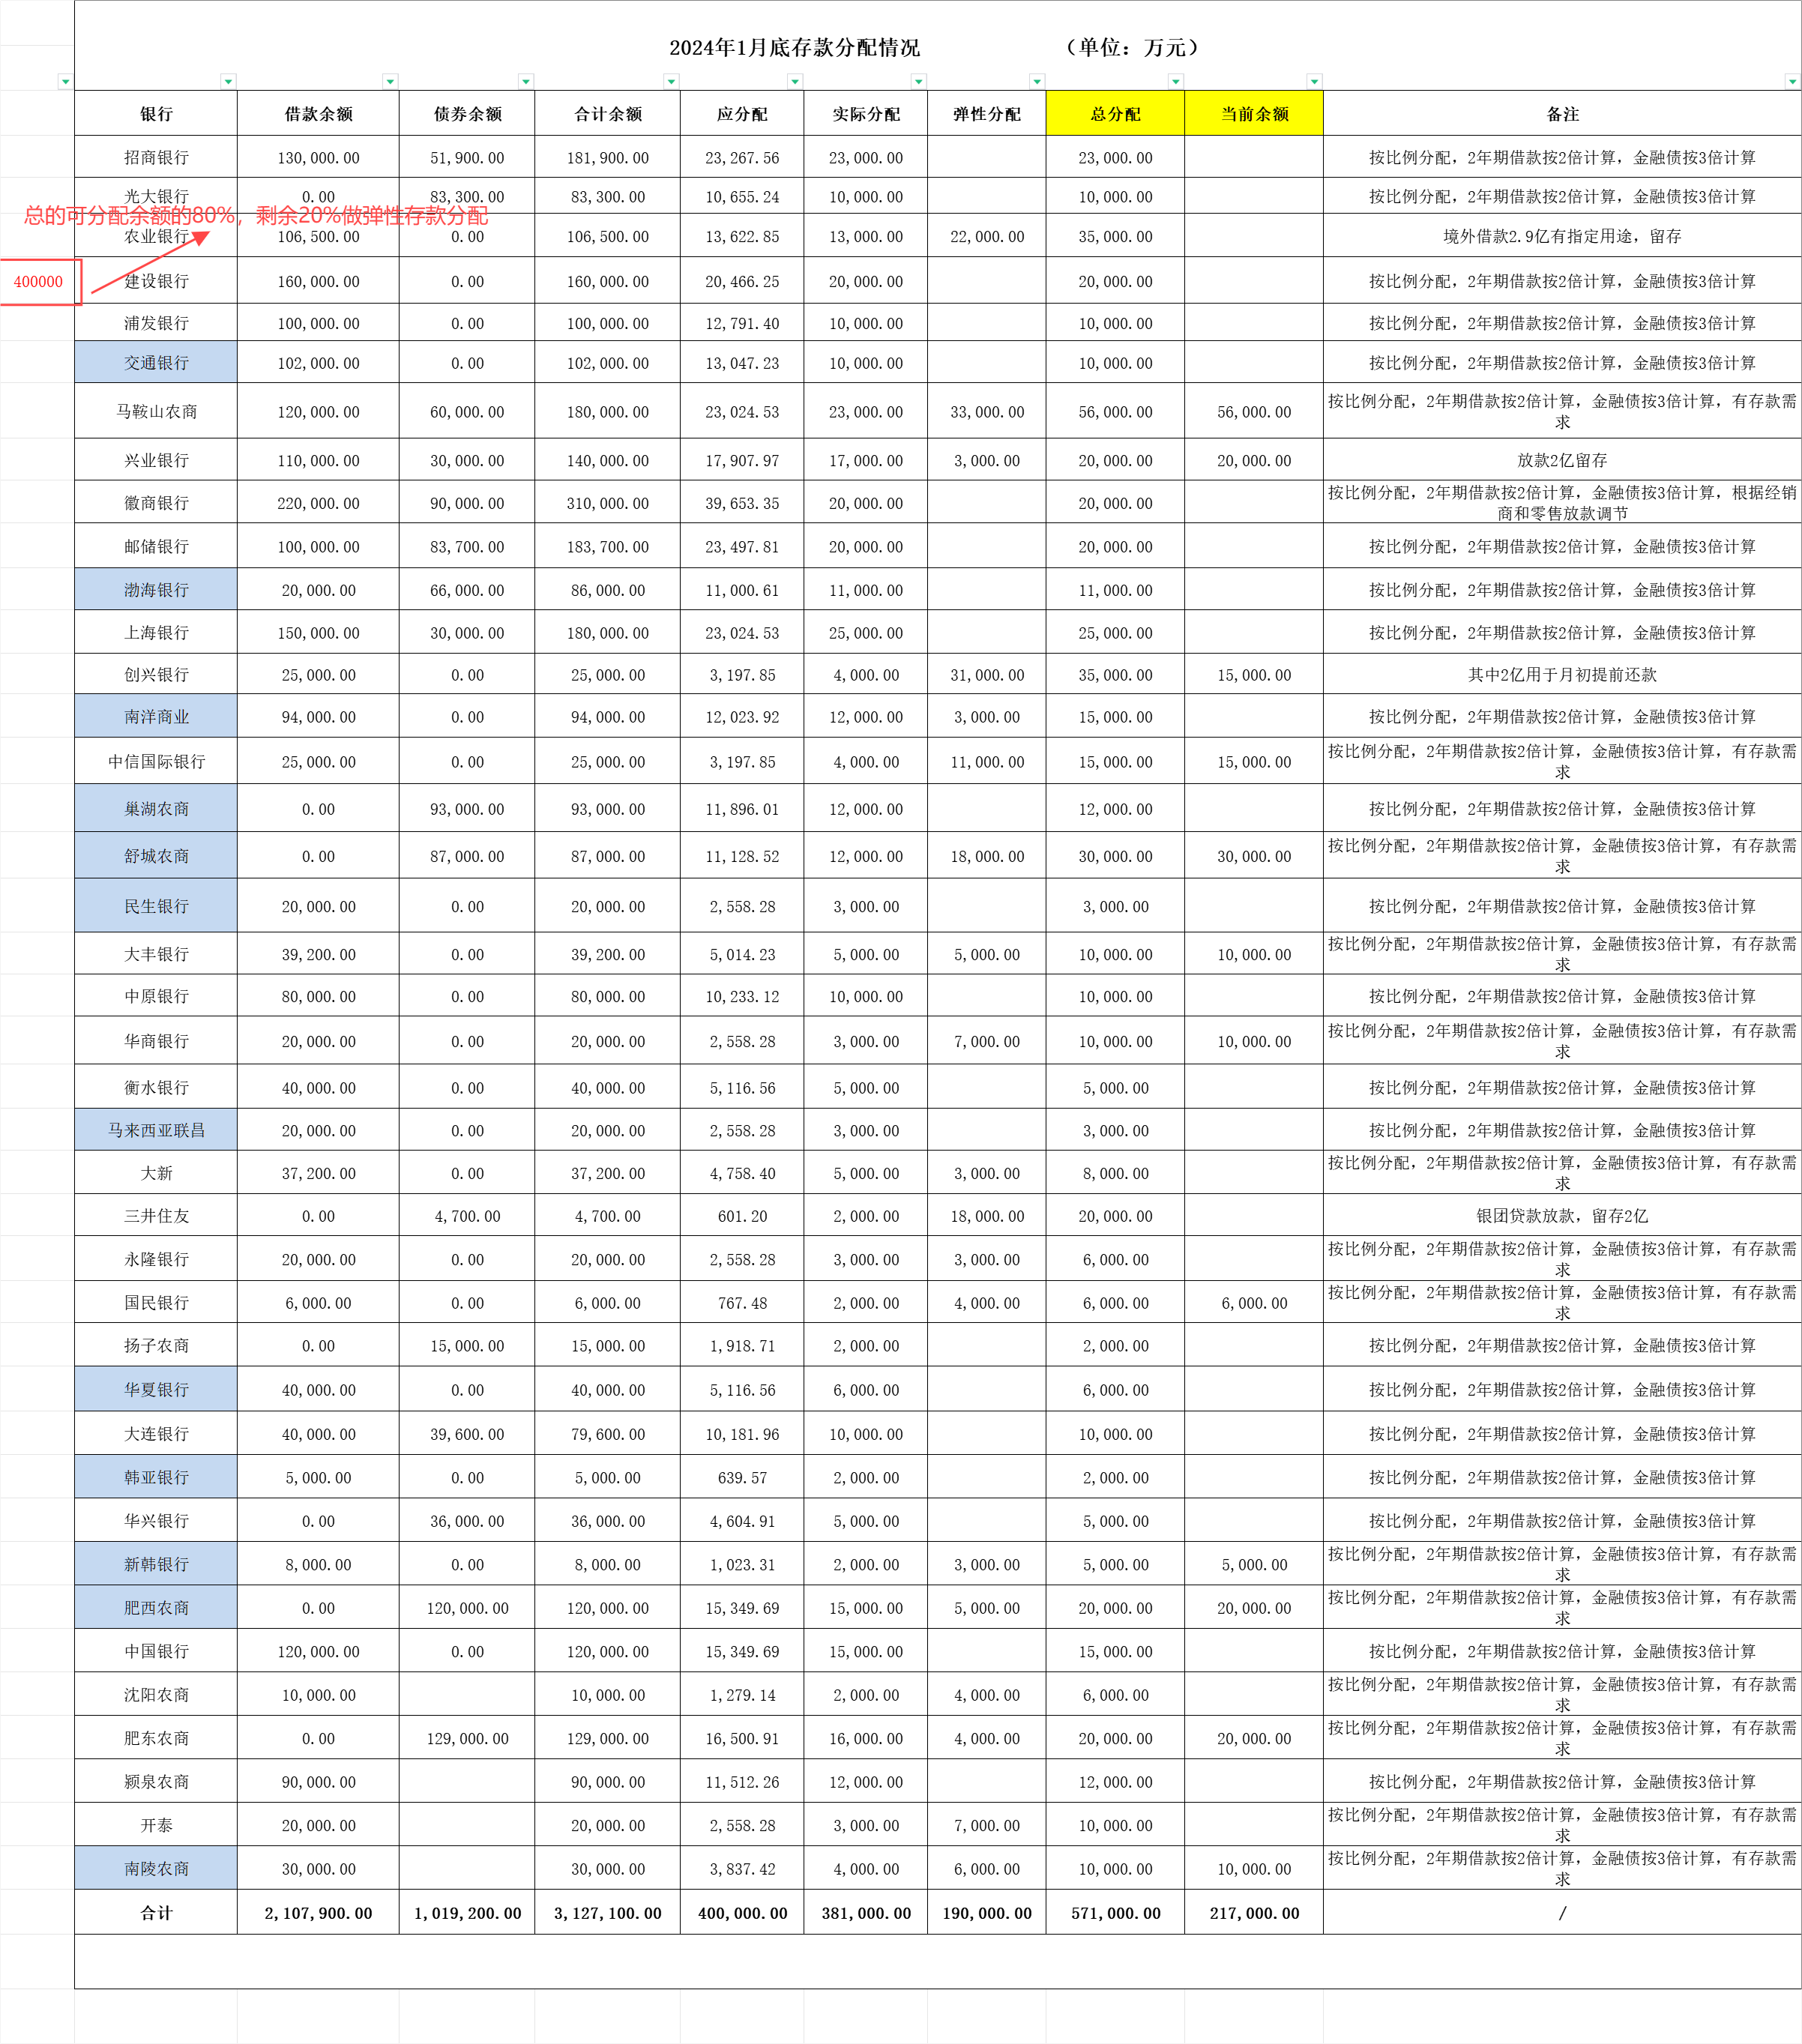 2024年1月底存款分配情况 （单位：万元）
银行 借款余额 债券余额 合计余额 应分配 实际分配 弹性分配 总分配 当前余额 备注
招商银行 130,000.00 51,900.00 181,900.00 23,267.56 23,000.00 23,000.00 按比例分配，2年期借款按2倍计算，金融债按3倍计算
光大银行 0.00 83,300.00 83,300.00 10,655.24 10,000.00 10,000.00 按比例分配，2年期借款按2倍计算，金融债按3倍计算
总的可分配余额的80%，剩余20%做弹性存款分配
农业银行 106,500.00 0.00 106,500.00 13,622.85 13,000.00 22,000.00 35,000.00 境外借款2.9亿有指定用途，留存
400000 建设银行 160,000.00 0.00 160,000.00 20,466.25 20,000.00 20,000.00 按比例分配，2年期借款按2倍计算，金融债按3倍计算
浦发银行 100,000.00 0.00 100,000.00 12,791.40 10,000.00 10,000.00 按比例分配，2年期借款按2倍计算，金融债按3倍计算
交通银行 102,000.00 0.00 102,000.00 13,047.23 10,000.00 10,000.00 按比例分配，2年期借款按2倍计算，金融债按3倍计算
马鞍山农商 120,000.00 60,000.00 180,000.00 23,024.53 23,000.00 33,000.00 56,000.00 56,000.00 按比例分配，2年期借款按2倍计算，金融债按3倍计算，有存款需
求
兴业银行 110,000.00 30,000.00 140,000.00 17,907.97 17,000.00 3,000.00 20,000.00 20,000.00 放款2亿留存
徽商银行 220,000.00 90,000.00 310,000.00 39,653.35 20,000.00 20,000.00 按比例分配，2年期借款按2倍计算，金融债按3倍计算，根据经销
商和零售放款调节
邮储银行 100,000.00 83,700.00 183,700.00 23,497.81 20,000.00 20,000.00 按比例分配，2年期借款按2倍计算，金融债按3倍计算
渤海银行 20,000.00 66,000.00 86,000.00 11,000.61 11,000.00 11,000.00 按比例分配，2年期借款按2倍计算，金融债按3倍计算
上海银行 150,000.00 30,000.00 180,000.00 23,024.53 25,000.00 25,000.00 按比例分配，2年期借款按2倍计算，金融债按3倍计算
创兴银行 25,000.00 0.00 25,000.00 3,197.85 4,000.00 31,000.00 35,000.00 15,000.00 其中2亿用于月初提前还款
南洋商业 94,000.00 0.00 94,000.00 12,023.92 12,000.00 3,000.00 15,000.00 按比例分配，2年期借款按2倍计算，金融债按3倍计算
中信国际银行 25,000.00 0.00 25,000.00 3,197.85 4,000.00 11,000.00 15,000.00 15,000.00 按比例分配，2年期借款按2倍计算，金融债按3倍计算，有存款需
求
巢湖农商 0.00 93,000.00 93,000.00 11,896.01 12,000.00 12,000.00 按比例分配，2年期借款按2倍计算，金融债按3倍计算
舒城农商 0.00 87,000.00 87,000.00 11,128.52 12,000.00 18,000.00 30,000.00 30,000.00 按比例分配，2年期借款按2倍计算，金融债按3倍计算，有存款需
求
民生银行 20,000.00 0.00 20,000.00 2,558.28 3,000.00 3,000.00 按比例分配，2年期借款按2倍计算，金融债按3倍计算
大丰银行 39,200.00 0.00 39,200.00 5,014.23 5,000.00 5,000.00 10,000.00 10,000.00 按比例分配，2年期借款按2倍计算，金融债按3倍计算，有存款需
求
中原银行 80,000.00 0.00 80,000.00 10,233.12 10,000.00 10,000.00 按比例分配，2年期借款按2倍计算，金融债按3倍计算
华商银行 20,000.00 0.00 20,000.00 2,558.28 3,000.00 7,000.00 10,000.00 10,000.00 按比例分配，2年期借款按2倍计算，金融债按3倍计算，有存款需
求
衡水银行 40,000.00 0.00 40,000.00 5,116.56 5,000.00 5,000.00 按比例分配，2年期借款按2倍计算，金融债按3倍计算
马来西亚联昌 20,000.00 0.00 20,000.00 2,558.28 3,000.00 3,000.00 按比例分配，2年期借款按2倍计算，金融债按3倍计算
大新 37,200.00 0.00 37,200.00 4,758.40 5,000.00 3,000.00 8,000.00 按比例分配，2年期借款按2倍计算，金融债按3倍计算，有存款需
求
三井住友 0.00 4,700.00 4,700.00 601.20 2,000.00 18,000.00 20,000.00 银团贷款放款，留存2亿
永隆银行 20,000.00 0.00 20,000.00 2,558.28 3,000.00 3,000.00 6,000.00 按比例分配，2年期借款按2倍计算，金融债按3倍计算，有存款需
求
国民银行 6,000.00 0.00 6,000.00 767.48 2,000.00 4,000.00 6,000.00 6,000.00 按比例分配，2年期借款按2倍计算，金融债按3倍计算，有存款需
求
扬子农商 0.00 15,000.00 15,000.00 1,918.71 2,000.00 2,000.00 按比例分配，2年期借款按2倍计算，金融债按3倍计算
华夏银行 40,000.00 0.00 40,000.00 5,116.56 6,000.00 6,000.00 按比例分配，2年期借款按2倍计算，金融债按3倍计算
大连银行 40,000.00 39,600.00 79,600.00 10,181.96 10,000.00 10,000.00 按比例分配，2年期借款按2倍计算，金融债按3倍计算
韩亚银行 5,000.00 0.00 5,000.00 639.57 2,000.00 2,000.00 按比例分配，2年期借款按2倍计算，金融债按3倍计算
华兴银行 0.00 36,000.00 36,000.00 4,604.91 5,000.00 5,000.00 按比例分配，2年期借款按2倍计算，金融债按3倍计算
新韩银行 8,000.00 0.00 8,000.00 1,023.31 2,000.00 3,000.00 5,000.00 5,000.00 按比例分配，2年期借款按2倍计算，金融债按3倍计算，有存款需
求
肥西农商 0.00 120,000.00 120,000.00 15,349.69 15,000.00 5,000.00 20,000.00 20,000.00 按比例分配，2年期借款按2倍计算，金融债按3倍计算，有存款需
求
中国银行 120,000.00 0.00 120,000.00 15,349.69 15,000.00 15,000.00 按比例分配，2年期借款按2倍计算，金融债按3倍计算
沈阳农商 10,000.00 10,000.00 1,279.14 2,000.00 4,000.00 6,000.00 按比例分配，2年期借款按2倍计算，金融债按3倍计算，有存款需
求
肥东农商 0.00 129,000.00 129,000.00 16,500.91 16,000.00 4,000.00 20,000.00 20,000.00 按比例分配，2年期借款按2倍计算，金融债按3倍计算，有存款需
求
颍泉农商 90,000.00 90,000.00 11,512.26 12,000.00 12,000.00 按比例分配，2年期借款按2倍计算，金融债按3倍计算
开泰 20,000.00 20,000.00 2,558.28 3,000.00 7,000.00 10,000.00 按比例分配，2年期借款按2倍计算，金融债按3倍计算，有存款需
求
南陵农商 30,000.00 30,000.00 3,837.42 4,000.00 6,000.00 10,000.00 10,000.00 按比例分配，2年期借款按2倍计算，金融债按3倍计算，有存款需
求
合计 2,107,900.00 1,019,200.00 3,127,100.00 400,000.00 381,000.00 190,000.00 571,000.00 217,000.00 /